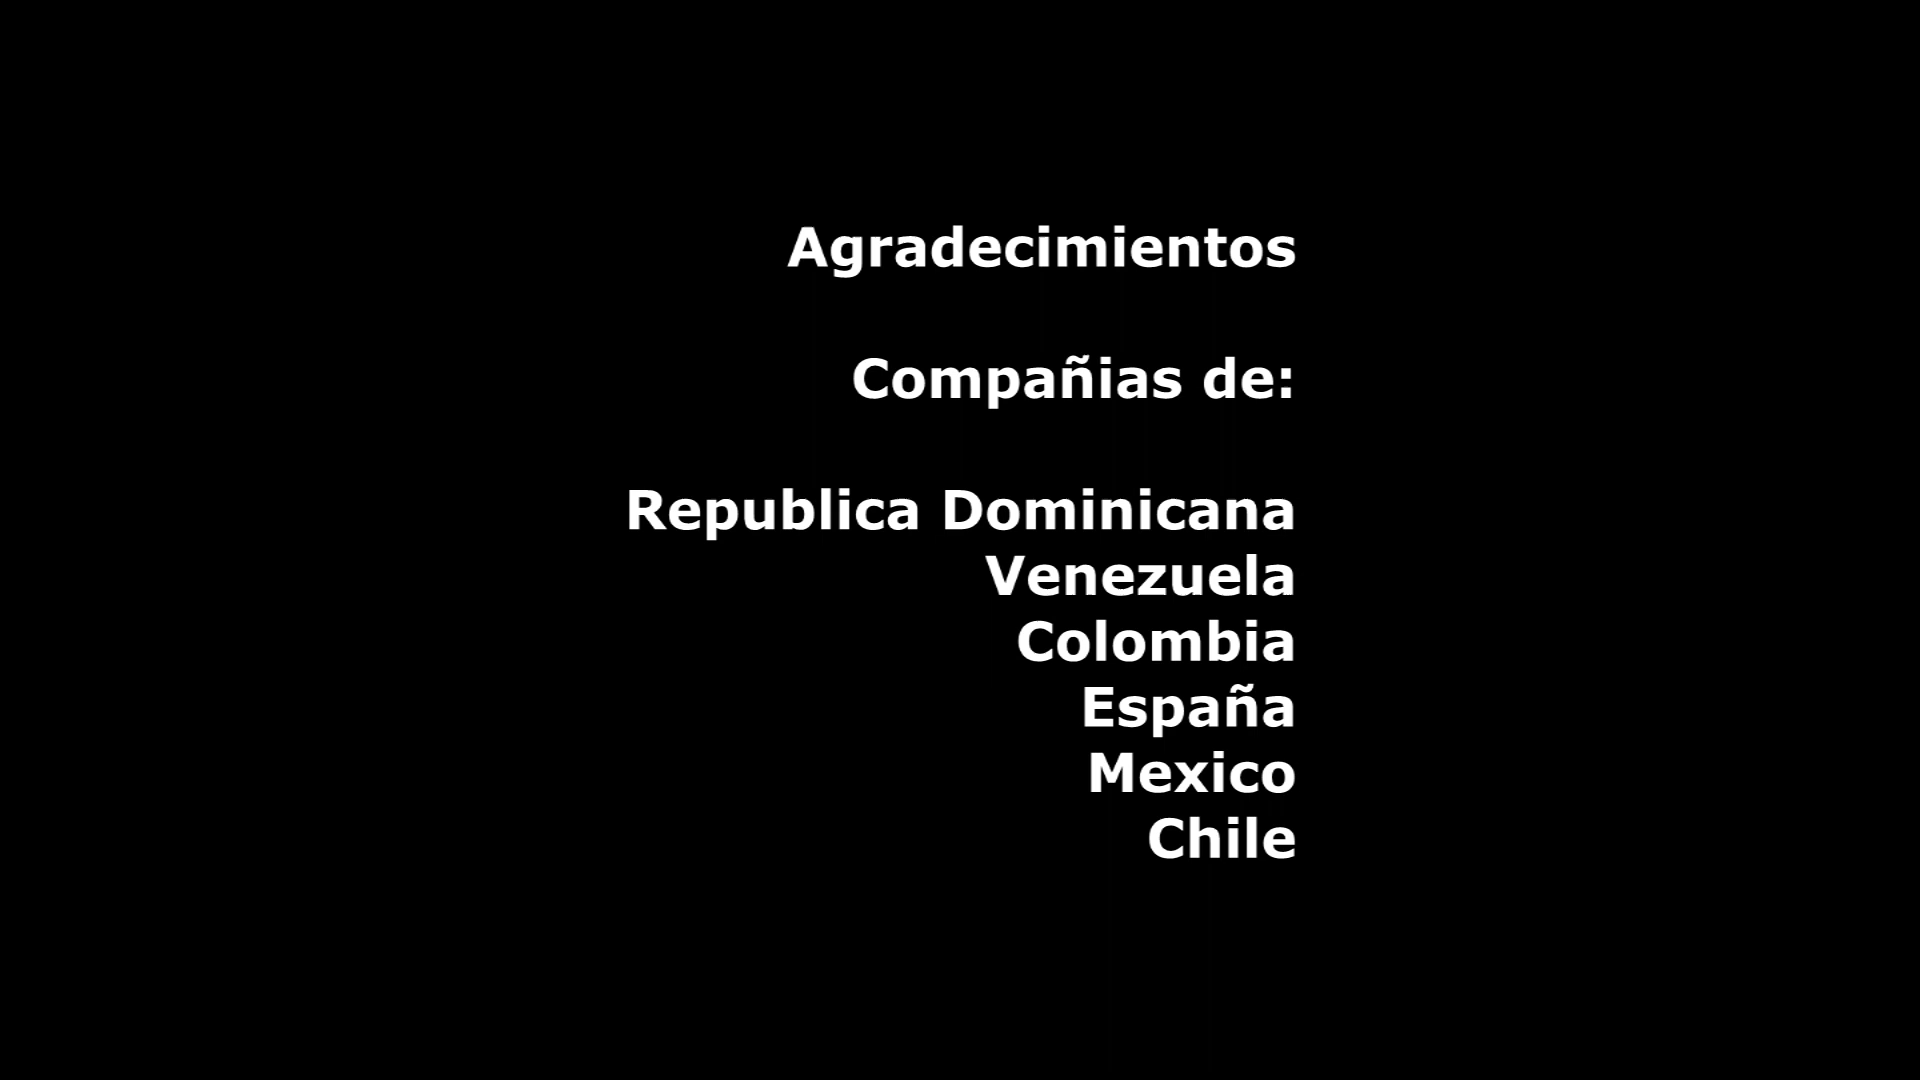 Agradecimientos
Compañias de:
Republica Dominicana
Venezuela
Colombia
España
Mexico
Chile